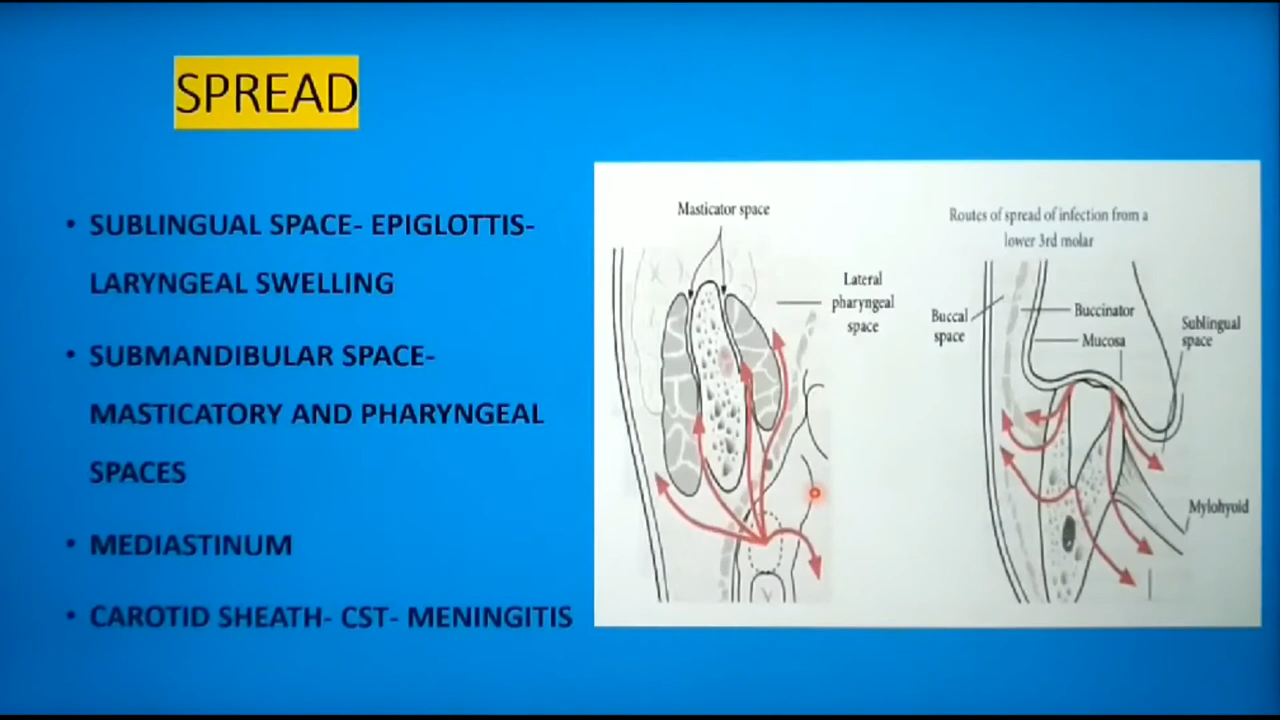 SPREAD
• SUBLINGUAL SPACE- EPIGLOTTIS-
LARYNGEAL SWELLING
• SUBMANDIBULAR SPACE-
MASTICATORY AND PHARYNGEAL
SPACES
• MEDIASTINUM
• CAROTID SHEATH- CST- MENINGITIS
Masticator space
Lateral
pharyngeal
space
Routes of spread of infection from a
lower 3rd molar
Buccal
space
Buccinator
Mucosa
Sublingual
space
Mylohyoid